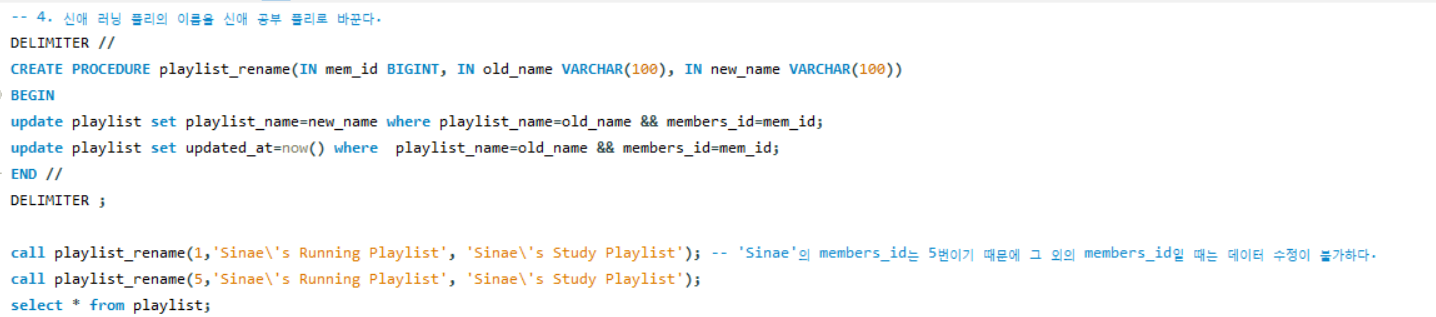 -- 4. 신애 러닝 플리의 이름을 신애 공부 플리로 바꾼다.
DELIMITER //
CREATE PROCEDURE playlist_rename(IN mem_id BIGINT, IN old_name VARCHAR(100), IN new_name VARCHAR(100))
BEGIN
update playlist set playlist_name=new_name where playlist_name=old_name && members_id=mem_id;
update playlist set updated_at=now() where  playlist_name=old_name && members_id=mem_id;
END //
DELIMITER ;
call playlist_rename(1,'Sinae\'s Running Playlist', 'Sinae\'s Study Playlist'); -- 'Sinae'의 members_id는 5번이기 때문에 그 외의 members_id일 때는 데이터 수정이 불가하다.
call playlist_rename(5,'Sinae\'s Running Playlist', 'Sinae\'s Study Playlist');
select * from playlist;